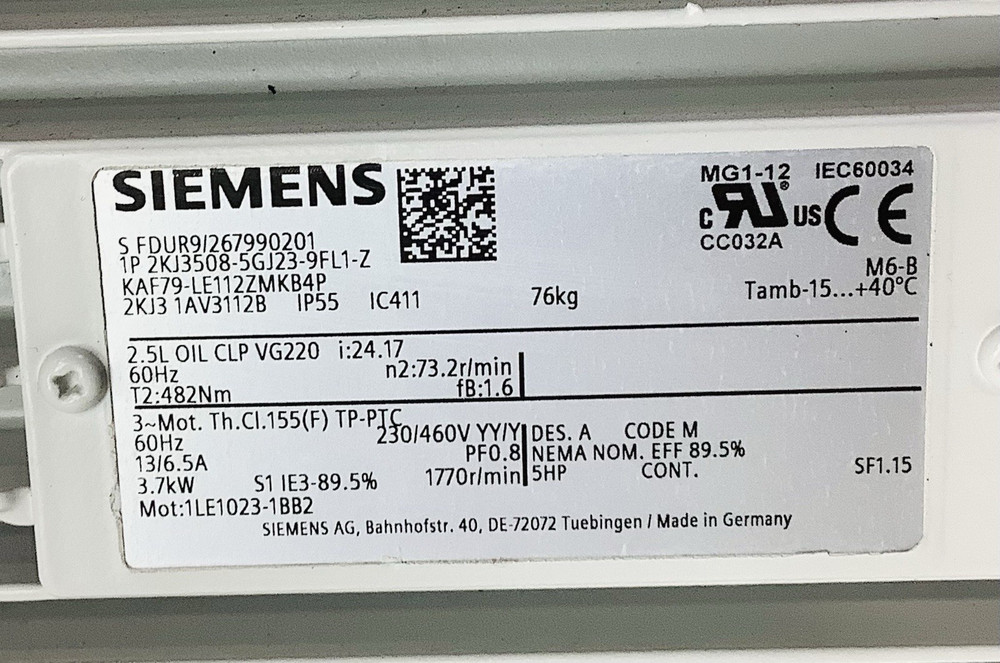 SIEMENS
MG1-12 IEC60034
c RU® US CE
CC032A
S FDUR9/267990201
1P 2KJ3508-5GJ23-9FL1-Z
KAF79-LE112ZMKB4P
M6-B
2KJ3 1AV3112B IP55 IC411 76kg Tamb-15...+40°C
2.5L OIL CLP VG220 i:24.17
60Hz n2:73.2r/min
T2:482Nm fB:1.6
3~Mot. Th.Cl.155(F) TP-PTC
60Hz 230/460V YY/Y DES. A CODE M
13/6.5A PF0.8 NEMA NOM. EFF 89.5%
3.7kW S1 IE3-89.5% 1770r/min 5HP CONT. SF1.15
Mot:1LE1023-1BB2
SIEMENS AG, Bahnhofstr. 40, DE-72072 Tuebingen / Made in Germany